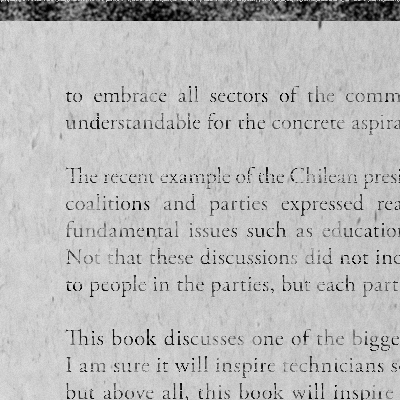 to embrace all sectors of the comm
understandable for the concrete aspira
The recent example of the Chilean presi
coalitions and parties expressed rea
fundamental issues such as education
Not that these discussions did not inc
to people in the parties, but each part
This book discusses one of the bigge
I am sure it will inspire technicians s
but above all, this book will inspire